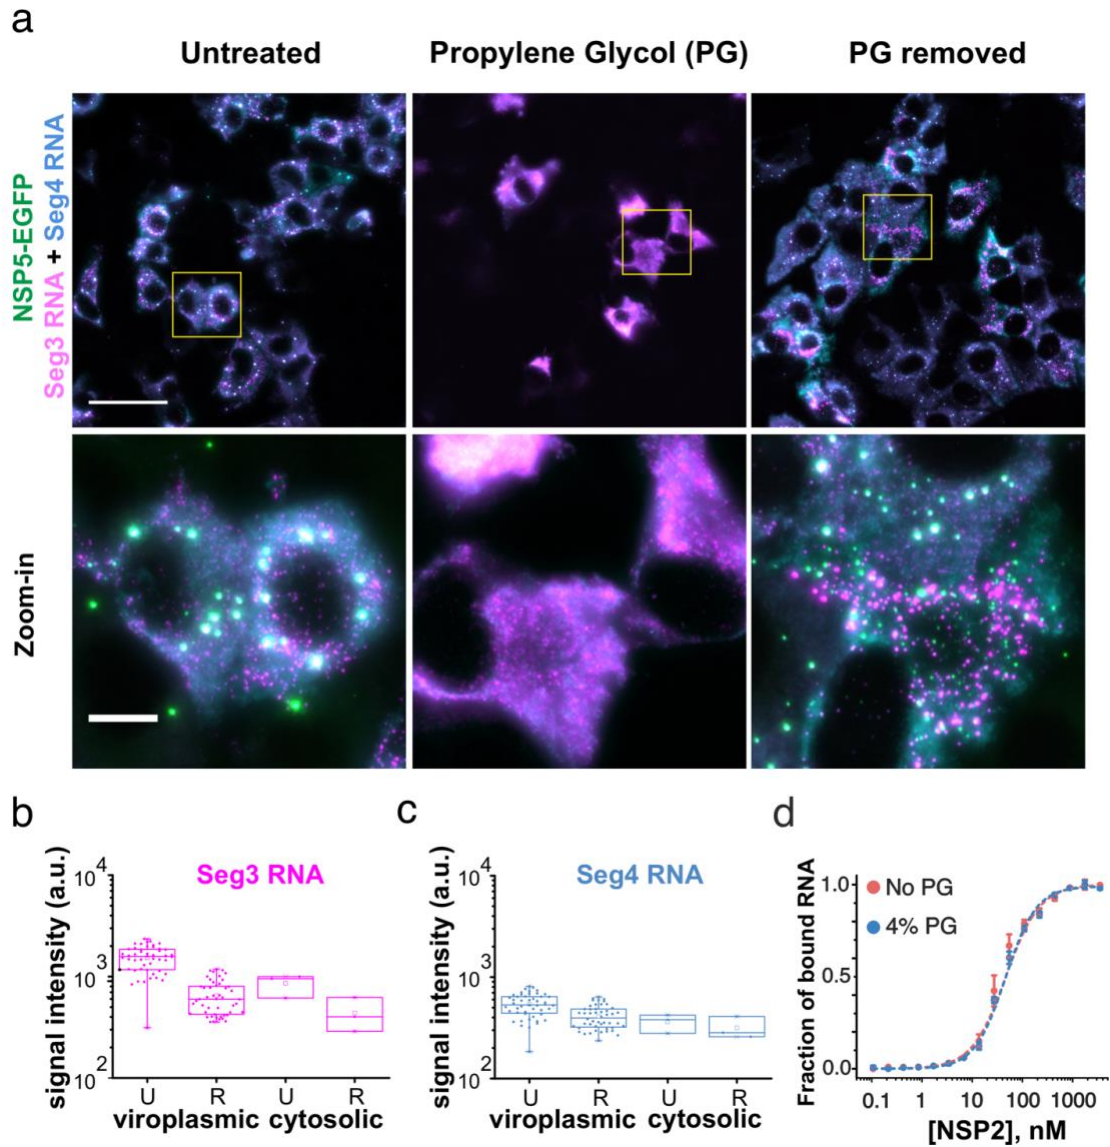 a
Untreated
Propylene Glycol (PG)
PG removed
NSP5-EGFP
Seg3 RNA + Seg4 RNA
Zoom-in
b
signal intensity (a.u.)
10^4
10^3
10^2
Seg3 RNA
U
R
U
R
viroplasmic cytosolic
c
signal intensity (a.u.)
10^4
10^3
10^2
Seg4 RNA
U
R
U
R
viroplasmic cytosolic
d
Fraction of bound RNA
1.0
0.5
0.0
No PG
4% PG
0.1
1
10
100
1000
[NSP2], nM